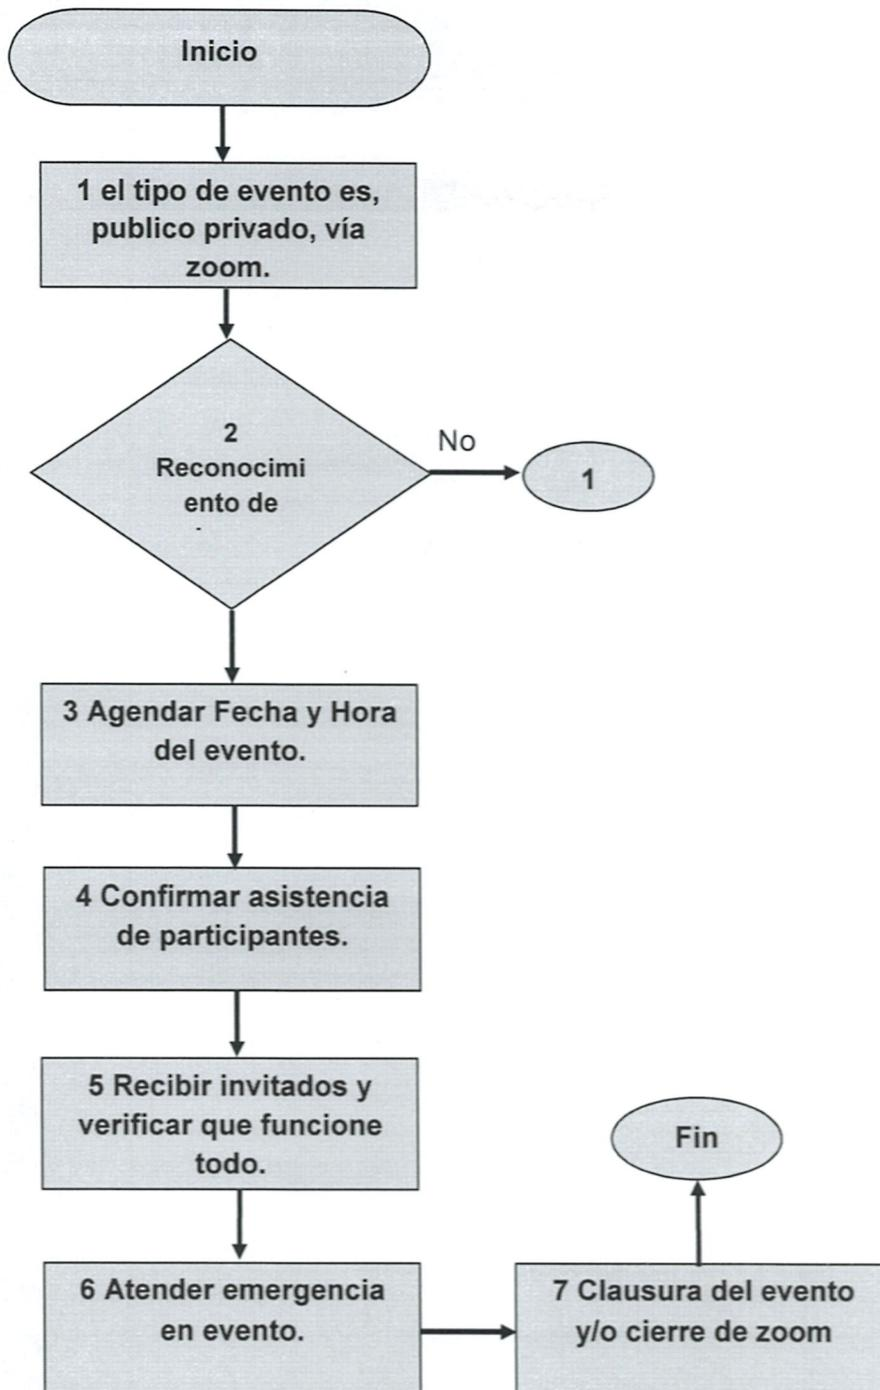 Inicio
1 el tipo de evento es,
publico privado, vía
zoom.
2
Reconocimi
ento de
No
1
3 Agendar Fecha y Hora
del evento.
4 Confirmar asistencia
de participantes.
5 Recibir invitados y
verificar que funcione
todo.
Fin
6 Atender emergencia
en evento.
7 Clausura del evento
y/o cierre de zoom